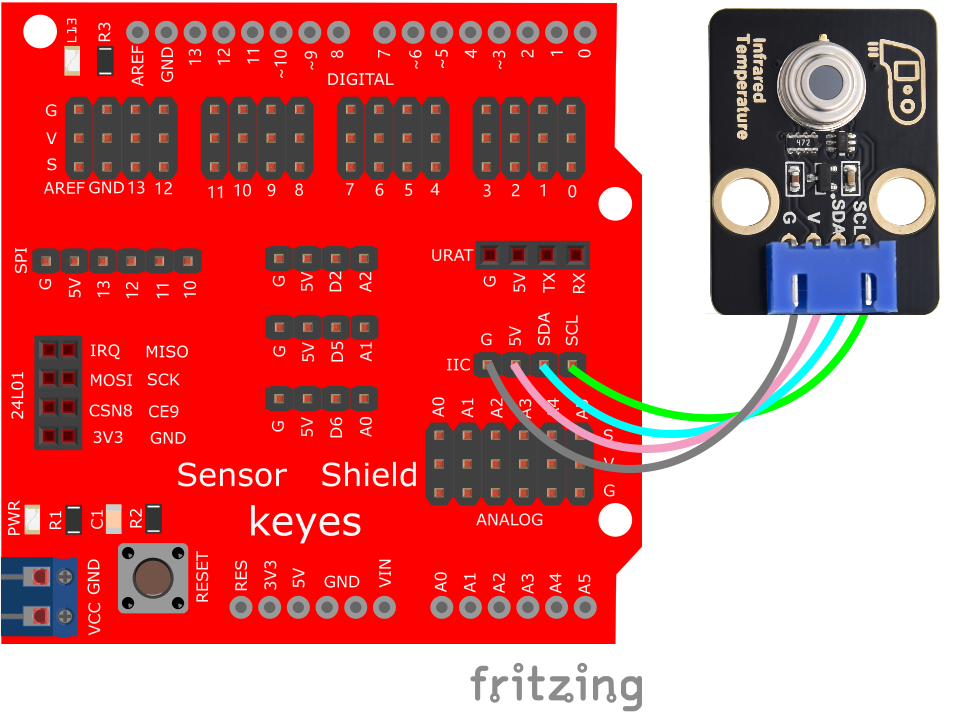 L13
R3
AREF GND 13 12 11 ~10 ~9 8 7 ~6 ~5 4 ~3 2 1 0
DIGITAL
G
V
S
AREF GND 13 12 11 10 9 8 7 6 5 4 3 2 1 0
SPI
G 5V 13 12 11 10
G 5V D2 A2
URAT
G 5V TX RX
G 5V D5 A1
IIC
G 5V SDA SCL
24L01
IRQ MISO
MOSI SCK
CSN8 CE9
3V3 GND
G 5V D6 A0
A0 A1 A2 A3 A4 A5
S
V
G
ANALOG
Sensor Shield
keyes
PWR
R1
C1
R2
GND
VCC
RESET
RES 3V3 5V GND VIN
A0 A1 A2 A3 A4 A5
Infrared
Temperature
472
G V SDA SCL
fritzing